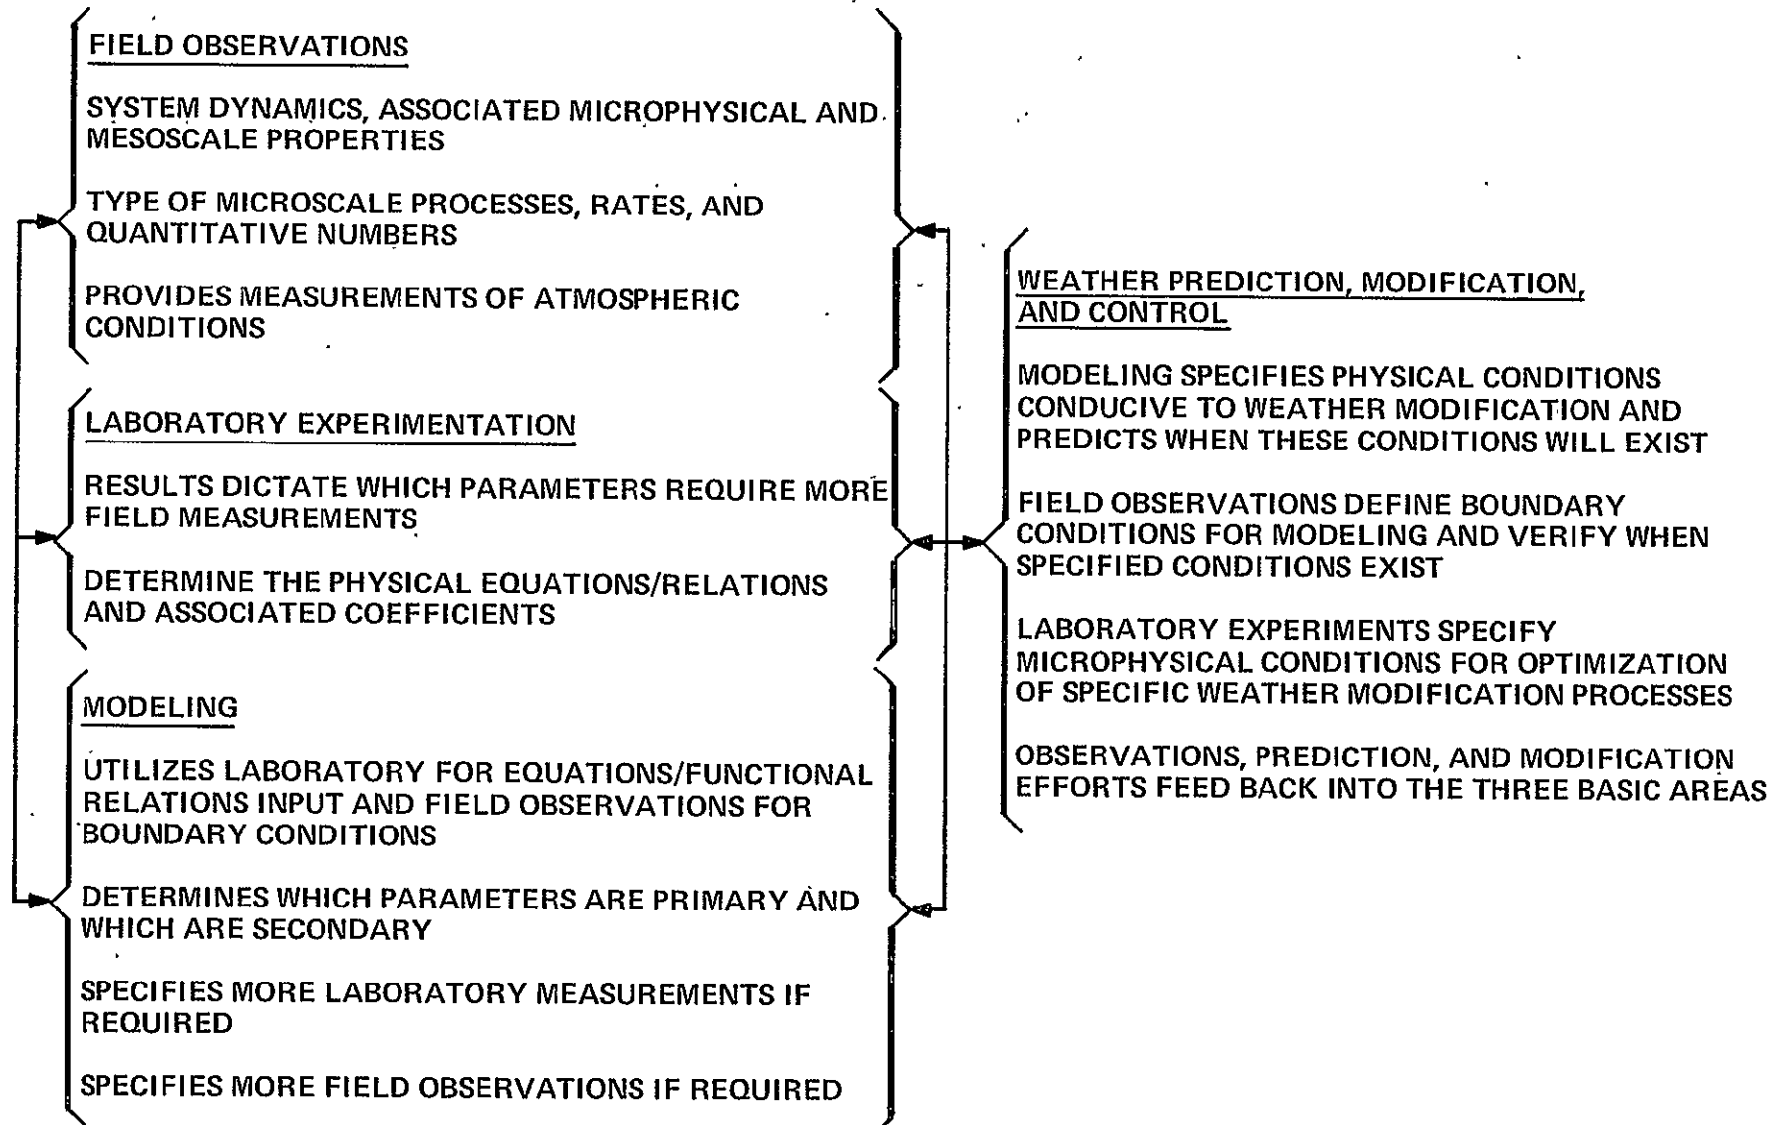 FIELD OBSERVATIONS
SYSTEM DYNAMICS, ASSOCIATED MICROPHYSICAL AND
MESOSCALE PROPERTIES
TYPE OF MICROSCALE PROCESSES, RATES, AND
QUANTITATIVE NUMBERS
PROVIDES MEASUREMENTS OF ATMOSPHERIC
CONDITIONS
LABORATORY EXPERIMENTATION
RESULTS DICTATE WHICH PARAMETERS REQUIRE MORE
FIELD MEASUREMENTS
DETERMINE THE PHYSICAL EQUATIONS/RELATIONS
AND ASSOCIATED COEFFICIENTS
MODELING
UTILIZES LABORATORY FOR EQUATIONS/FUNCTIONAL
RELATIONS INPUT AND FIELD OBSERVATIONS FOR
BOUNDARY CONDITIONS
DETERMINES WHICH PARAMETERS ARE PRIMARY AND
WHICH ARE SECONDARY
SPECIFIES MORE LABORATORY MEASUREMENTS IF
REQUIRED
SPECIFIES MORE FIELD OBSERVATIONS IF REQUIRED
WEATHER PREDICTION, MODIFICATION,
AND CONTROL
MODELING SPECIFIES PHYSICAL CONDITIONS
CONDUCIVE TO WEATHER MODIFICATION AND
PREDICTS WHEN THESE CONDITIONS WILL EXIST
FIELD OBSERVATIONS DEFINE BOUNDARY
CONDITIONS FOR MODELING AND VERIFY WHEN
SPECIFIED CONDITIONS EXIST
LABORATORY EXPERIMENTS SPECIFY
MICROPHYSICAL CONDITIONS FOR OPTIMIZATION
OF SPECIFIC WEATHER MODIFICATION PROCESSES
OBSERVATIONS, PREDICTION, AND MODIFICATION
EFFORTS FEED BACK INTO THE THREE BASIC AREAS